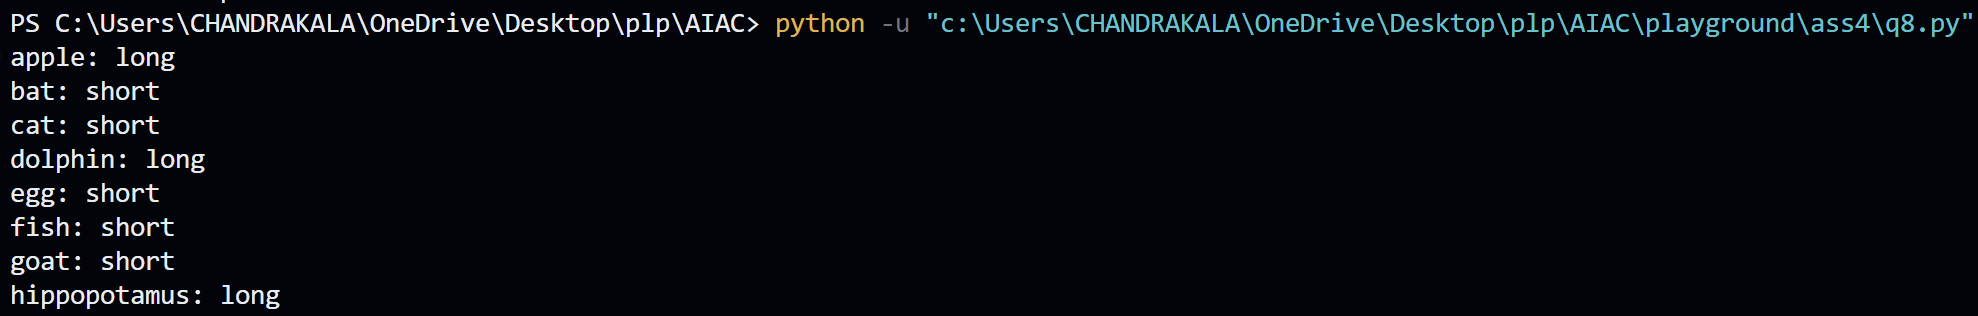 PS C:\Users\CHANDRAKALA\OneDrive\Desktop\plp\AIAC> python -u "c:\Users\CHANDRAKALA\OneDrive\Desktop\plp\AIAC\playground\ass4\q8.py"
apple: long
bat: short
cat: short
dolphin: long
egg: short
fish: short
goat: short
hippopotamus: long